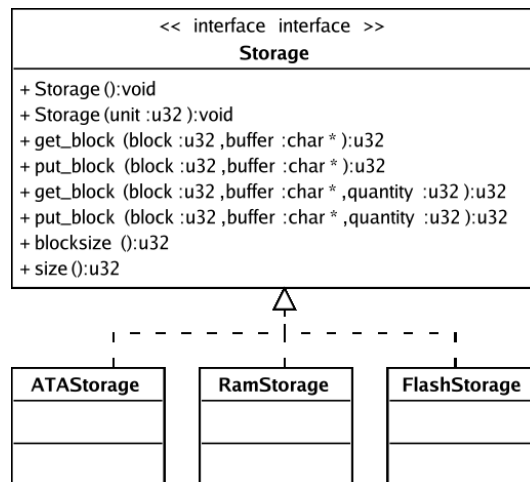 << interface interface >>
Storage
+ Storage ():void
+ Storage (unit :u32 ):void
+ get_block (block :u32 ,buffer :char * ):u32
+ put_block (block :u32 ,buffer :char * ):u32
+ get_block (block :u32 ,buffer :char * ,quantity :u32 ):u32
+ put_block (block :u32 ,buffer :char * ,quantity :u32 ):u32
+ blocksize ():u32
+ size ():u32
ATAStorage RamStorage FlashStorage